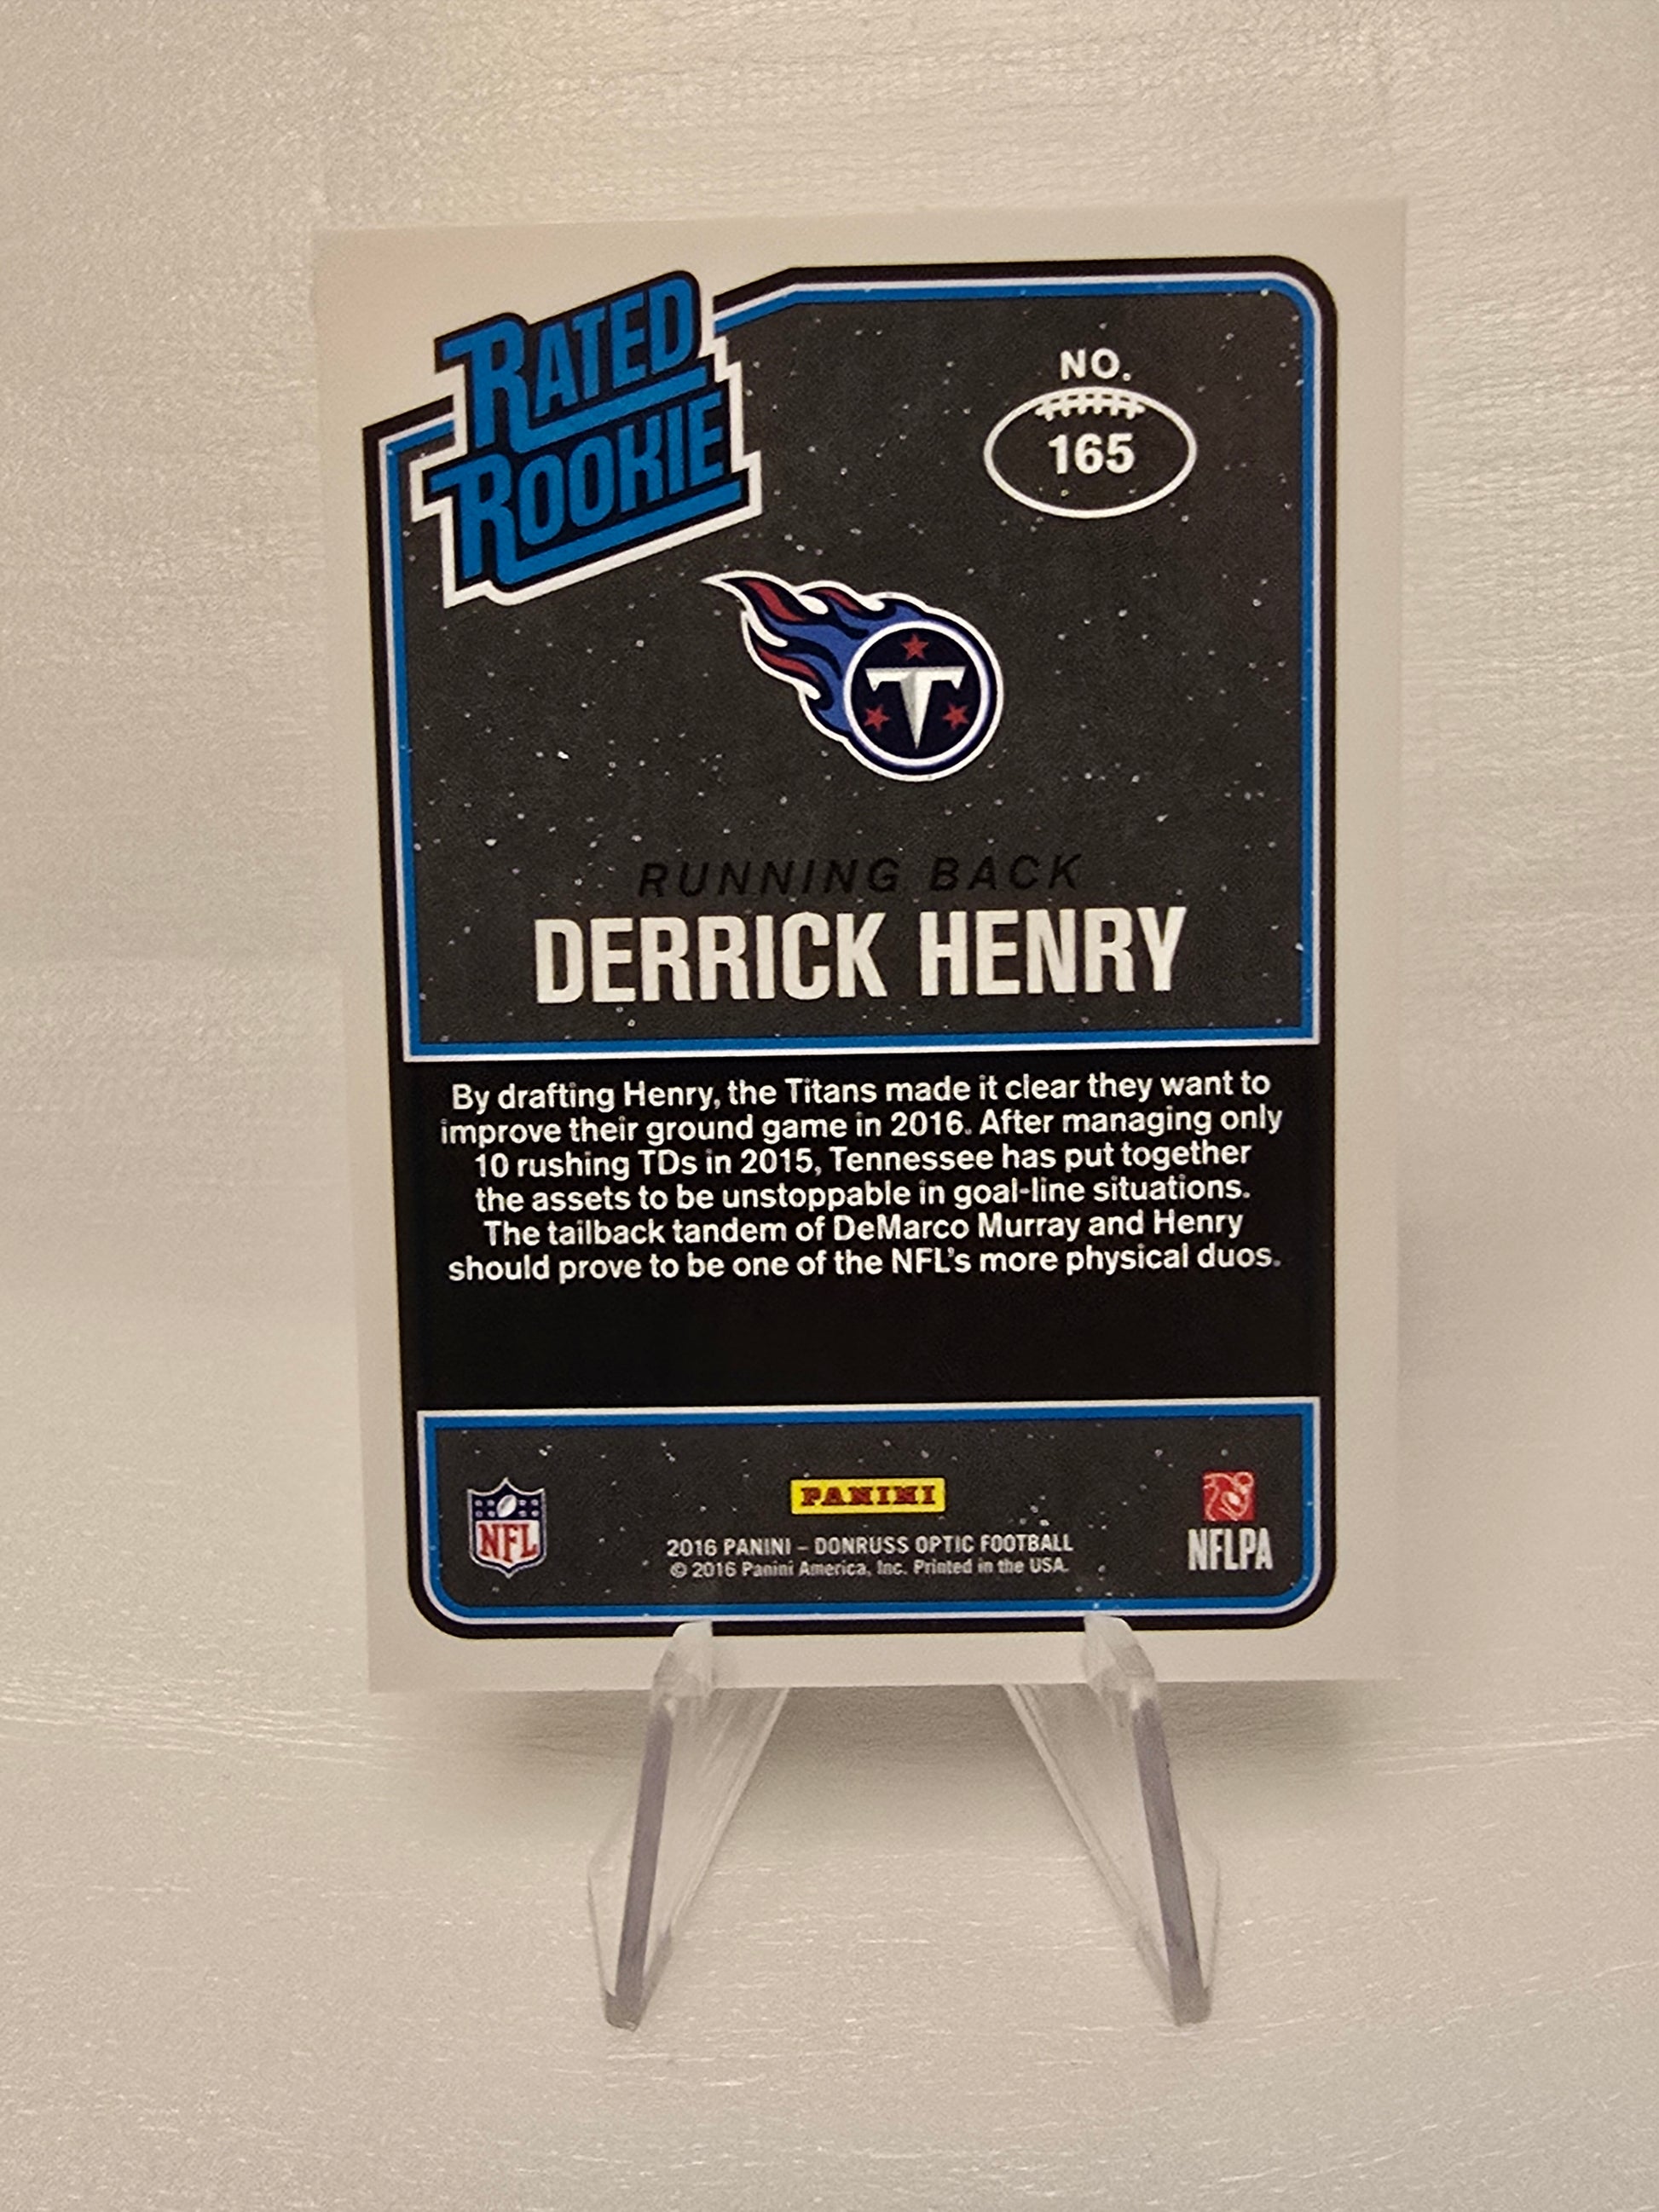 RATED
ROOKIE
NO.
165
T
RUNNING BACK
DERRICK HENRY
By drafting Henry, the Titans made it clear they want to
improve their ground game in 2016. After managing only
10 rushing TDs in 2015, Tennessee has put together
the assets to be unstoppable in goal-line situations.
The tailback tandem of DeMarco Murray and Henry
should prove to be one of the NFL's more physical duos.
NFL
PANINI
2016 PANINI – DONRUSS OPTIC FOOTBALL
© 2016 Panini America, Inc. Printed in the USA.
NFLPA